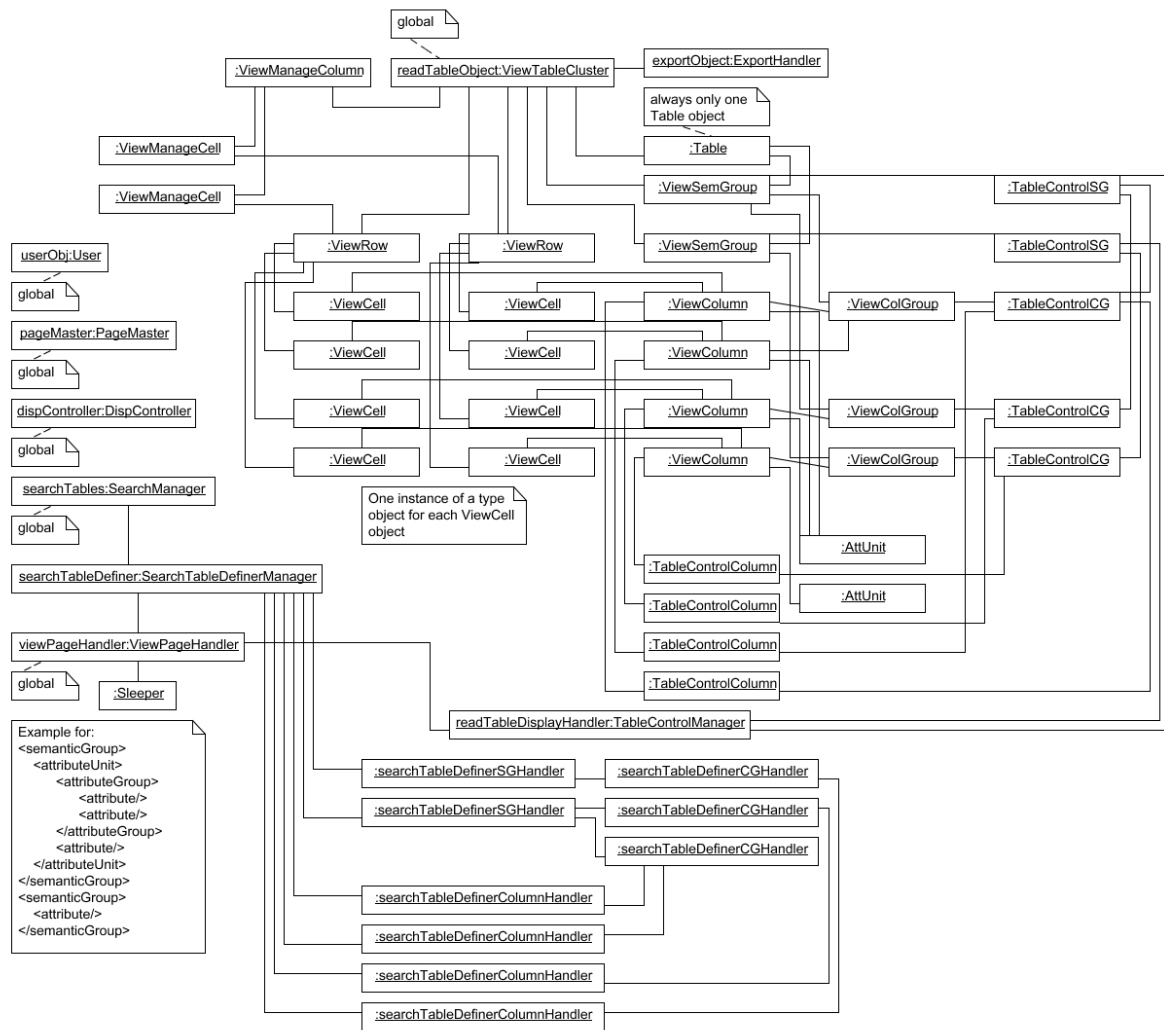 global
:ViewManageColumn
readTableObject:ViewTableCluster
exportObject:ExportHandler
always only one
Table object
:ViewManageCell
:Table
:ViewManageCell
:ViewSemGroup
:TableControlSG
:ViewRow
:ViewRow
:ViewSemGroup
:TableControlSG
userObj:User
global
:ViewCell
:ViewCell
:ViewColumn
:ViewColGroup
:TableControlCG
pageMaster:PageMaster
:ViewCell
:ViewCell
:ViewColumn
global
dispController:DispController
:ViewCell
:ViewCell
:ViewColumn
:ViewColGroup
:TableControlCG
global
:ViewCell
:ViewCell
:ViewColumn
:ViewColGroup
:TableControlCG
searchTables:SearchManager
One instance of a type
object for each ViewCell
object
global
:AttUnit
searchTableDefiner:SearchTableDefinerManager
:TableControlColumn
:AttUnit
:TableControlColumn
viewPageHandler:ViewPageHandler
:TableControlColumn
global
:Sleeper
:TableControlColumn
readTableDisplayHandler:TableControlManager
Example for:
<semanticGroup>
<attributeUnit>
<attributeGroup>
<attribute/>
<attribute/>
</attributeGroup>
<attribute/>
</attributeUnit>
</semanticGroup>
<semanticGroup>
<attribute/>
</semanticGroup>
:searchTableDefinerSGHandler
:searchTableDefinerCGHandler
:searchTableDefinerSGHandler
:searchTableDefinerCGHandler
:searchTableDefinerCGHandler
:searchTableDefinerColumnHandler
:searchTableDefinerColumnHandler
:searchTableDefinerColumnHandler
:searchTableDefinerColumnHandler